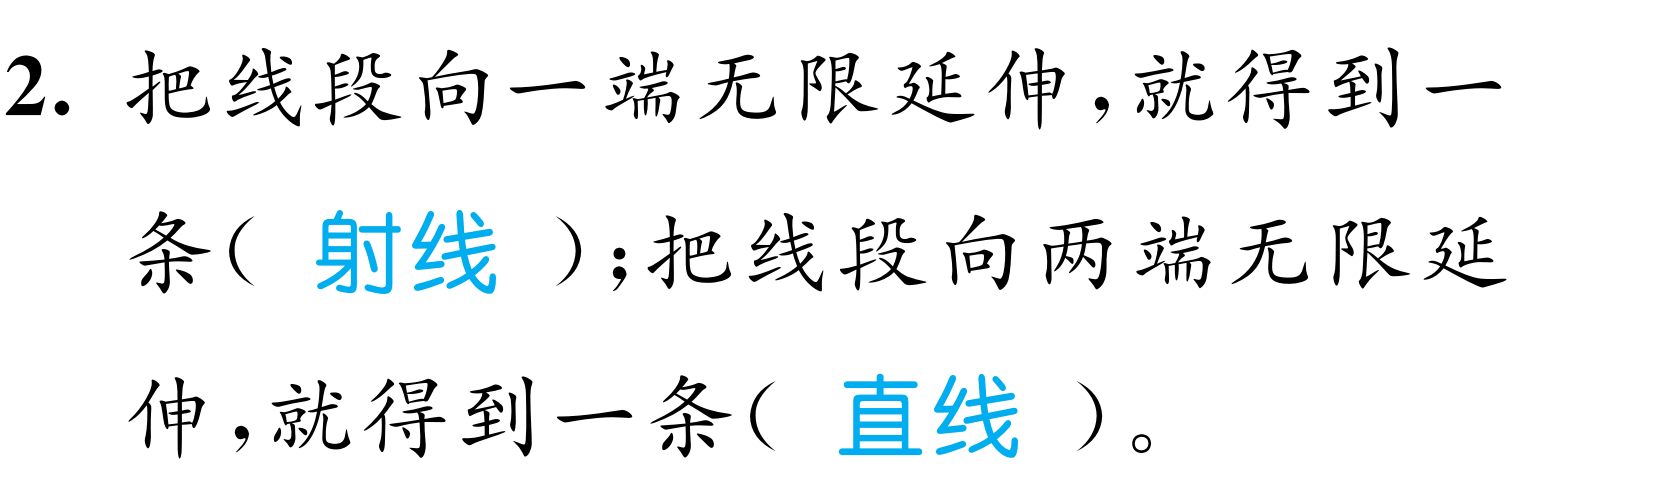 2. 把线段向一端无限延伸,就得到一
条( 射线 );把线段向两端无限延
伸,就得到一条( 直线 )。